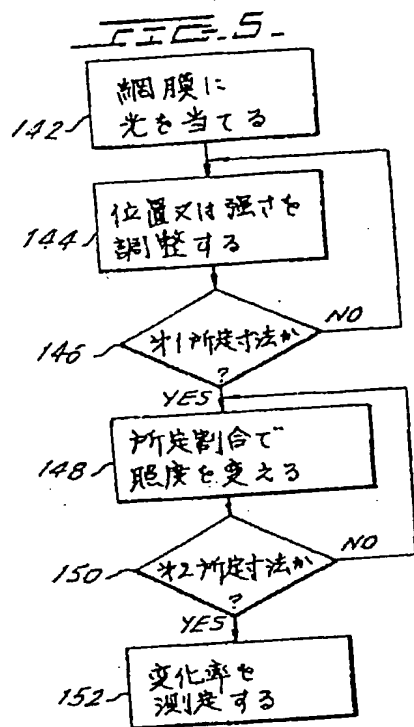 FIG. 5.
142
網膜に
光を当てる
144
位置又は強さを
調整する
146
才1所定寸法か
?
NO
YES
148
所定割合で
照度を変える
150
才2所定寸法か
?
NO
YES
152
変化率を
測定する